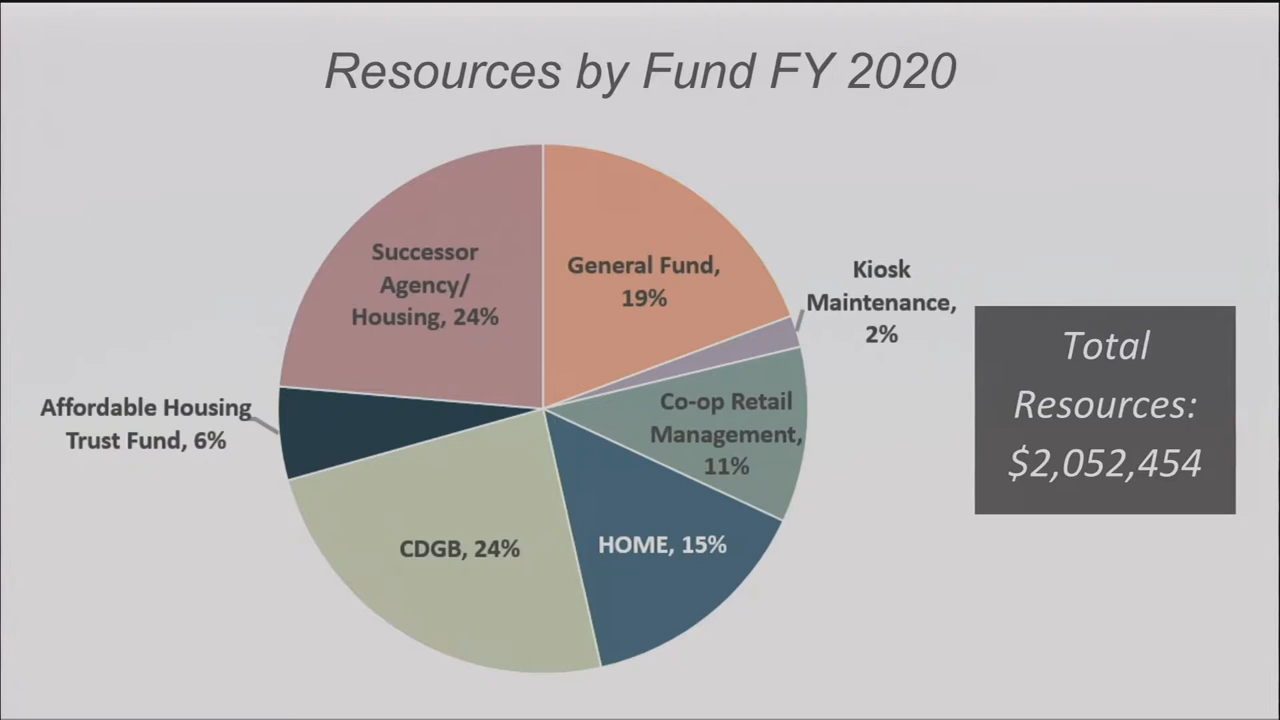 Resources by Fund FY 2020
Successor
Agency/
Housing, 24%
General Fund,
19%
Kiosk
Maintenance,
2%
Co-op Retail
Management,
11%
HOME, 15%
CDGB, 24%
Affordable Housing
Trust Fund, 6%
Total
Resources:
$2,052,454